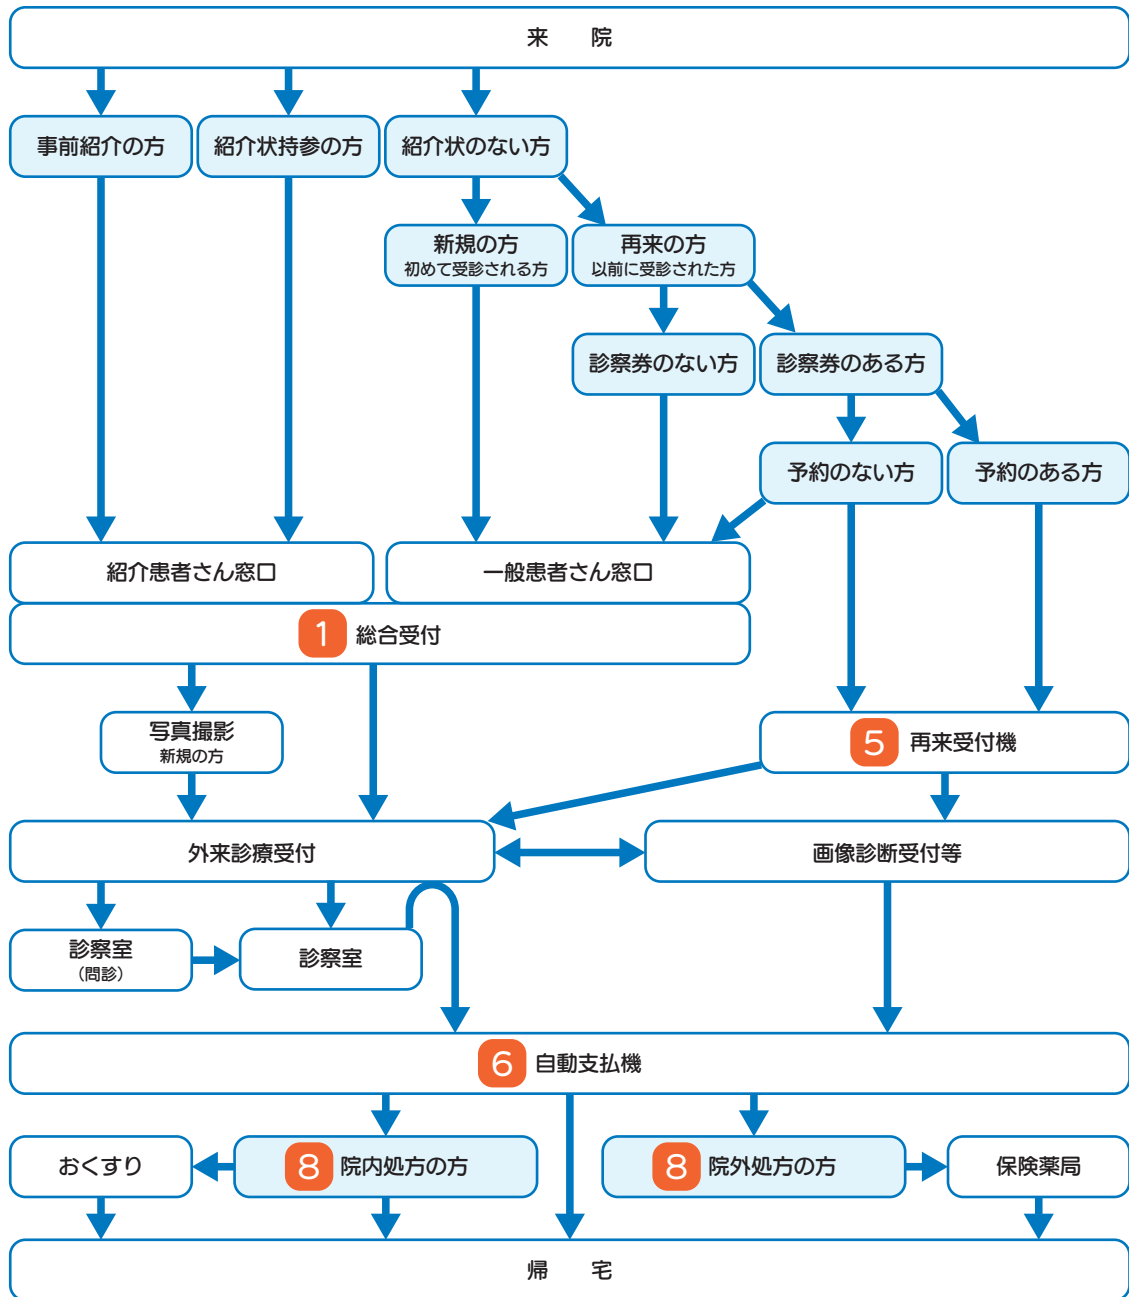 来 院
事前紹介の方
紹介状持参の方
紹介状のない方
新規の方
初めて受診される方
再来の方
以前に受診された方
診察券のない方
診察券のある方
予約のない方
予約のある方
紹介患者さん窓口
一般患者さん窓口
1 総合受付
写真撮影
新規の方
5 再来受付機
外来診療受付
画像診断受付等
診察室
(問診)
診察室
6 自動支払機
おくすり
8 院内処方の方
8 院外処方の方
保険薬局
帰 宅